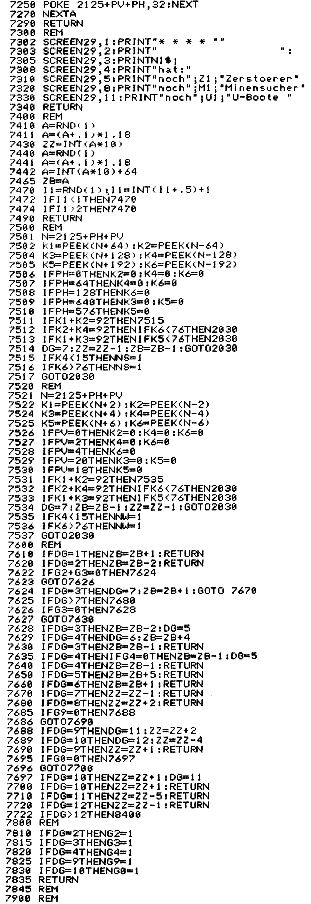 7250 POKE 2125+PV+PH,32:NEXT
7270 NEXTA
7290 RETURN
7300 REM
7302 SCREEN29,1:PRINT"* * * * ""
7303 SCREEN29,2:PRINT" ":
7305 SCREEN29,3:PRINTN1$;
7306 SCREEN29,4:PRINT"hat:"
7310 SCREEN29,5:PRINT"noch";Z1;"Zerstoerer"
7320 SCREEN29,8:PRINT"noch";M1;"Minensucher"
7330 SCREEN29,11:PRINT"noch";U1;"U-Boote "
7340 RETURN
7400 REM
7410 A=RND(1)
7411 A=(A+.1)*1.18
7430 ZZ=INT(A*10)
7440 A=RND(1)
7441 A=(A+.1)*1.18
7442 A=INT(A*10)*64
7465 ZB=A
7470 I1=RND(1):I1=INT(I1+.5)+1
7472 IFI1<1THEN7470
7474 IFI1>2THEN7470
7490 RETURN
7500 REM
7501 N=2125+PH+PV
7502 K1=PEEK(N+64):K2=PEEK(N-64)
7504 K3=PEEK(N+128):K4=PEEK(N-128)
7505 K5=PEEK(N+192):K6=PEEK(N-192)
7506 IFPH=0THENK2=0:K4=0:K6=0
7507 IFPH=64THENK4=0:K6=0
7508 IFPH=128THENK6=0
7509 IFPH=640THENK3=0:K5=0
7510 IFPH=576THENK5=0
7511 IFK1+K2=92THEN7515
7512 IFK2+K4=92THENIFK6<76THEN2030
7513 IFK1+K3=92THENIFK5<76THEN2030
7514 DG=7:ZZ=ZZ-1:ZB=ZB-1:GOTO2030
7515 IFK4<15THENNS=1
7516 IFK6>76THENNS=1
7517 GOTO2030
7520 REM
7521 N=2125+PH+PV
7522 K1=PEEK(N+2):K2=PEEK(N-2)
7524 K3=PEEK(N+4):K4=PEEK(N-4)
7525 K5=PEEK(N+6):K6=PEEK(N-6)
7526 IFPV=0THENK2=0:K4=0:K6=0
7527 IFPV=2THENK4=0:K6=0
7528 IFPV=4THENK6=0
7529 IFPV=20THENK3=0:K5=0
7530 IFPV=18THENK5=0
7531 IFK1+K2=92THEN7535
7532 IFK2+K4=92THENIFK6<76THEN2030
7533 IFK1+K3=92THENIFK5<76THEN2030
7534 DG=7:ZB=ZB-1:ZZ=ZZ-1:GOTO2030
7535 IFK4<15THENNW=1
7536 IFK6>76THENNW=1
7537 GOTO2030
7600 REM
7610 IFDG=1THENZB=ZB+1:RETURN
7620 IFDG=2THENZB=ZB-2:RETURN
7622 IFG2+G3=0THEN7624
7623 GOTO7626
7624 IFDG=3THENDG=7:ZB=ZB+1:GOTO 7670
7625 IFDG>7THEN7680
7626 IFG3=0THEN7628
7627 GOTO7630
7628 IFDG=3THENZB=ZB-2:DG=5
7629 IFDG=4THENDG=6:ZB=ZB+4
7630 IFDG=3THENZB=ZB-1:RETURN
7635 IFDG=4THENIFG4=0THENZB=ZB-1:DG=5
7640 IFDG=4THENZB=ZB-1:RETURN
7650 IFDG=5THENZB=ZB+5:RETURN
7660 IFDG=6THENZB=ZB+1:RETURN
7670 IFDG=7THENZZ=ZZ-1:RETURN
7680 IFDG=8THENZZ=ZZ+2:RETURN
7685 IFG9=0THEN7688
7686 GOTO7690
7688 IFDG=9THENDG=11:ZZ=ZZ+2
7689 IFDG=10THENDG=12:ZZ=ZZ-4
7690 IFDG=9THENZZ=ZZ+1:RETURN
7695 IFG0=0THEN7697
7696 GOTO7700
7697 IFDG=10THENZZ=ZZ+1:DG=11
7700 IFDG=10THENZZ=ZZ+1:RETURN
7710 IFDG=11THENZZ=ZZ-5:RETURN
7720 IFDG=12THENZZ=ZZ-1:RETURN
7722 IFDG>12THEN8400
7800 REM
7810 IFDG=2THENG2=1
7815 IFDG=3THENG3=1
7820 IFDG=4THENG4=1
7825 IFDG=9THENG9=1
7830 IFDG=10THENG0=1
7835 RETURN
7845 REM
7900 REM